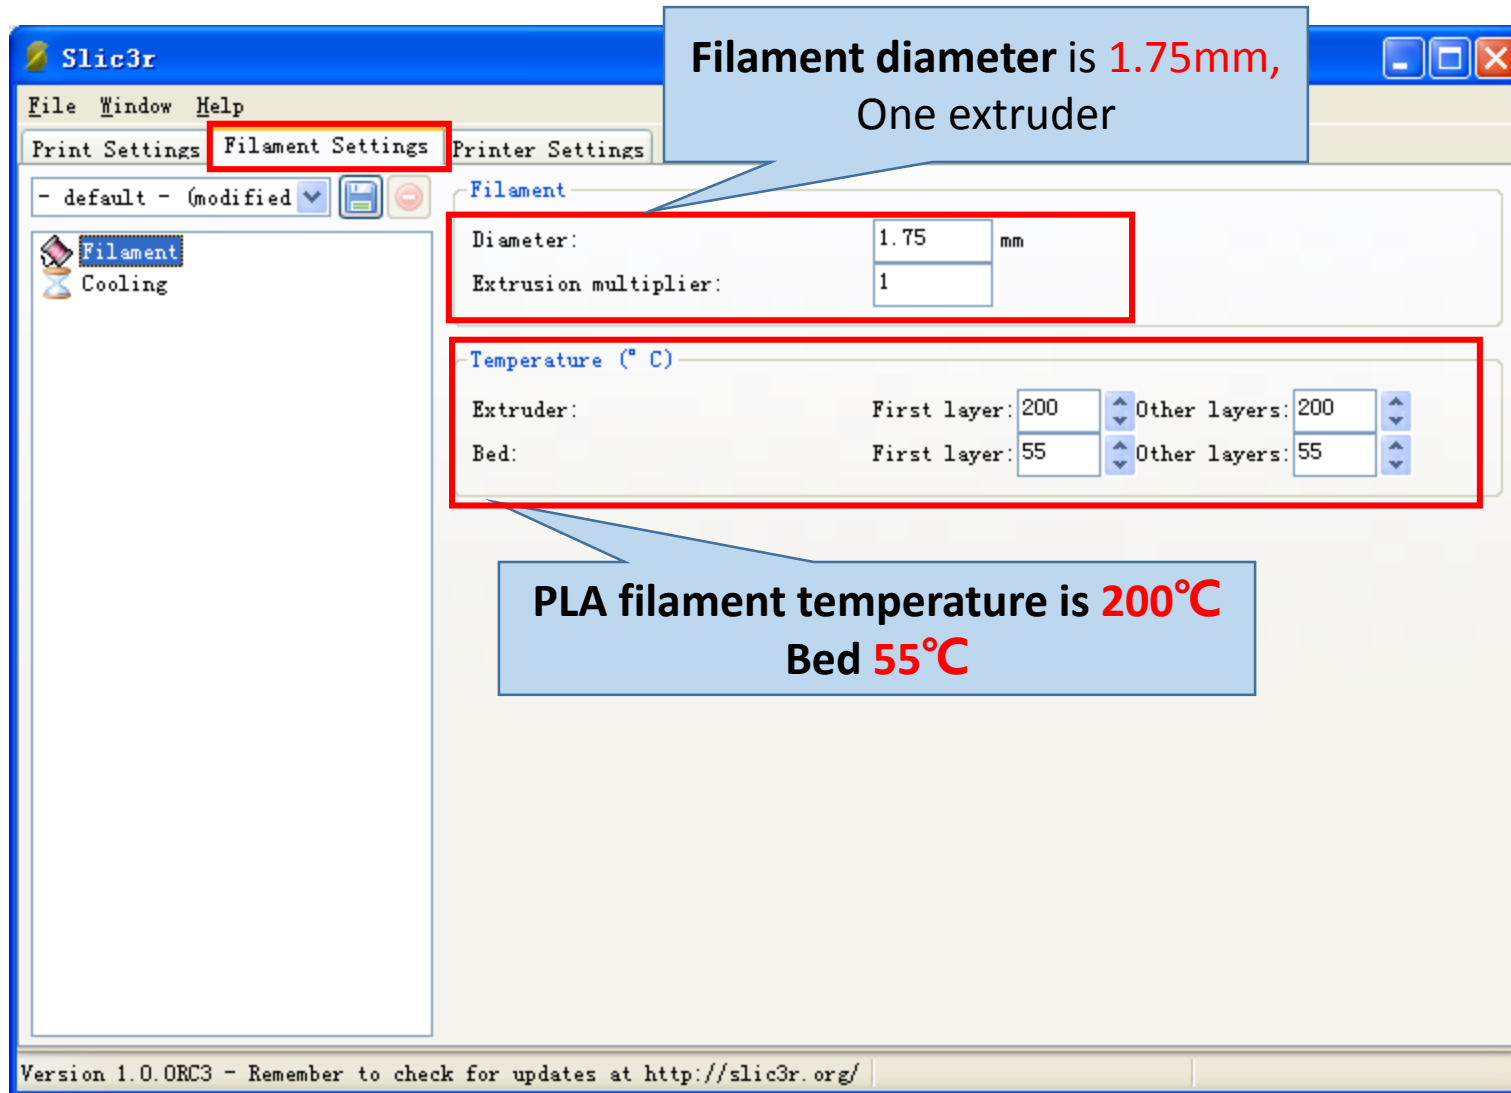 Slic3r
Filament diameter is 1.75mm,
One extruder
File Window Help
Print Settings Filament Settings Printer Settings
- default - (modified
Filament
Cooling
Filament
Diameter: 1.75 mm
Extrusion multiplier: 1
Temperature (° C)
Extruder: First layer: 200 Other layers: 200
Bed: First layer: 55 Other layers: 55
PLA filament temperature is 200℃
Bed 55℃
Version 1.0.0RC3 - Remember to check for updates at http://slic3r.org/